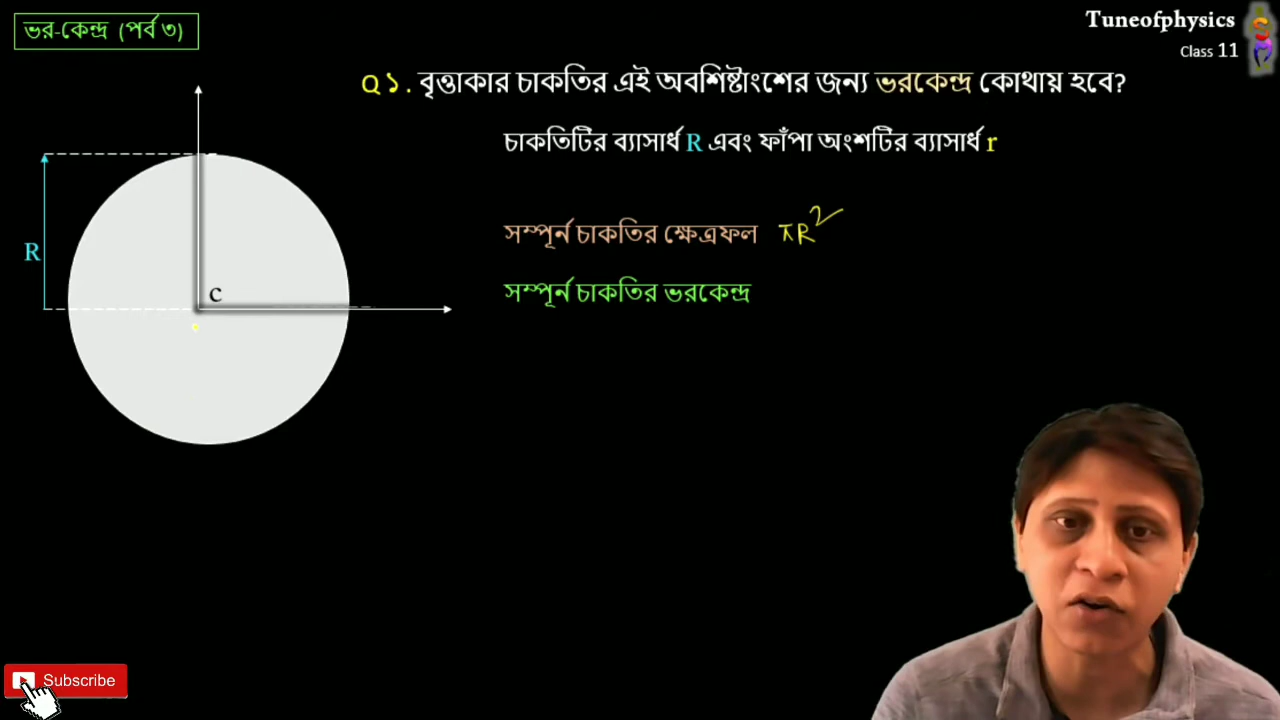 ভর-কেন্দ্র (পর্ব ৩)
Tuneofphysics
Class 11
Q ১. বৃত্তাকার চাকতির এই অবশিষ্টাংশের জন্য ভরকেন্দ্র কোথায় হবে?
চাকতিটির ব্যাসার্ধ R এবং ফাঁপা অংশটির ব্যাসার্ধ r
সম্পূর্ন চাকতির ক্ষেত্রফল πR²
R
C
সম্পূর্ন চাকতির ভরকেন্দ্র
Subscribe